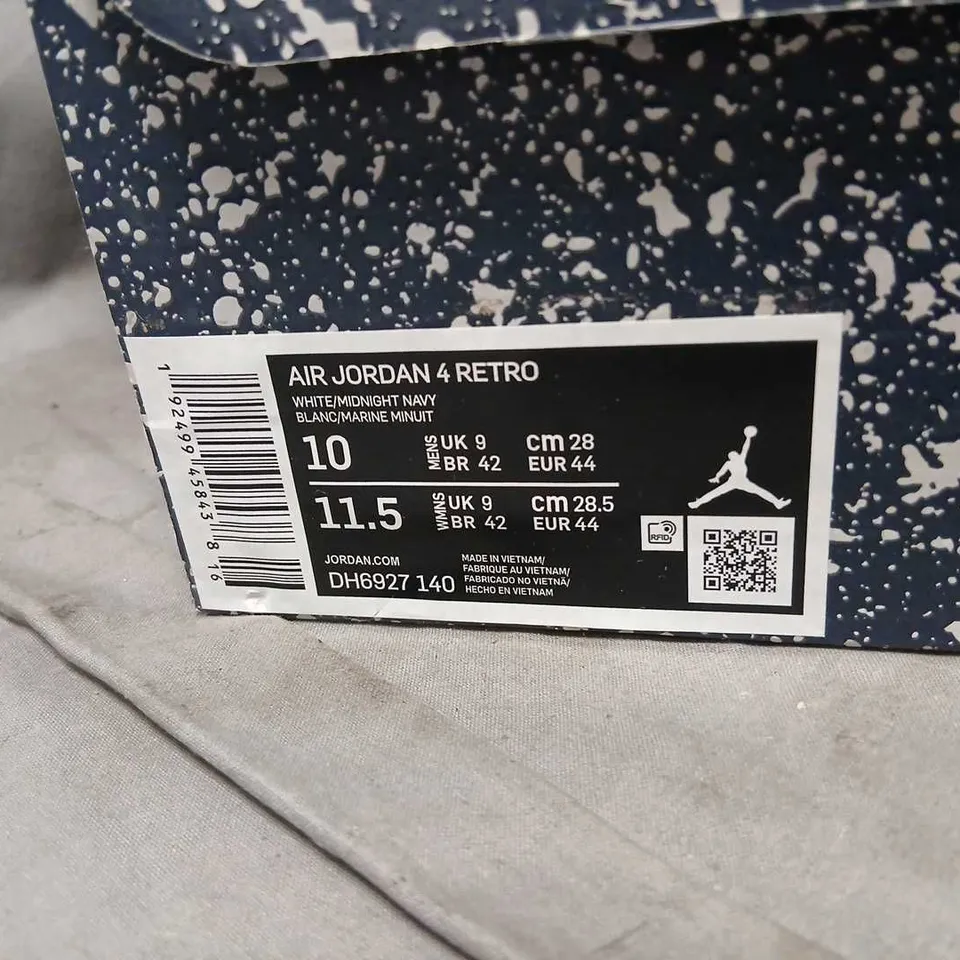 AIR JORDAN 4 RETRO
WHITE/MIDNIGHT NAVY
BLANC/MARINE MINUIT
10 MENS UK 9 cm 28
BR 42 EUR 44
11.5 WMNS UK 9 cm 28.5
BR 42 EUR 44
JORDAN.COM
DH6927 140
MADE IN VIETNAM/
FABRIQUE AU VIETNAM/
FABRICADO NO VIETNÃ/
HECHO EN VIETNAM
RFID
1 92499 45843 8 16